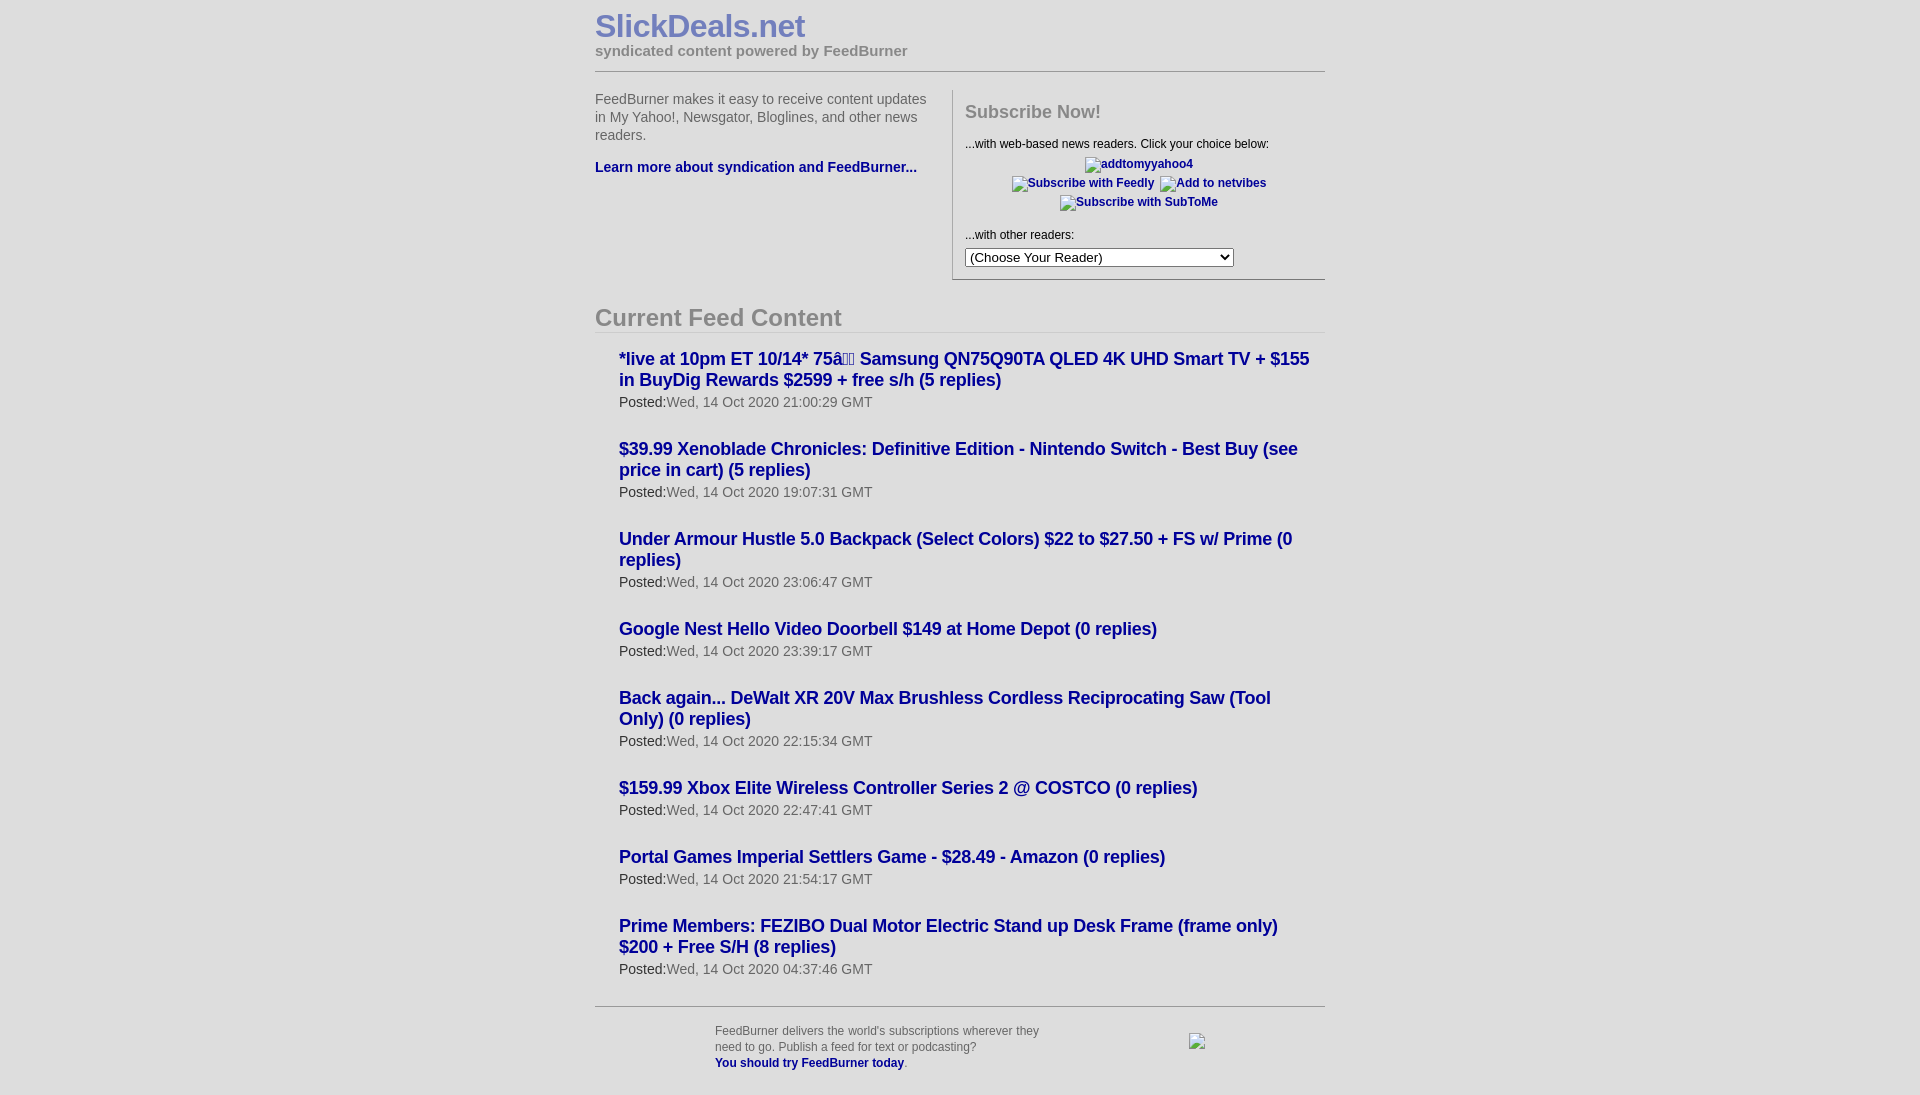 SlickDeals.net
syndicated content powered by FeedBurner
FeedBurner makes it easy to receive content updates
in My Yahoo!, Newsgator, Bloglines, and other news
readers.
Learn more about syndication and FeedBurner...
Subscribe Now!
...with web-based news readers. Click your choice below:
addtomyyahoo4
Subscribe with Feedly Add to netvibes
Subscribe with SubToMe
...with other readers:
(Choose Your Reader)
Current Feed Content
*live at 10pm ET 10/14* 75â Samsung QN75Q90TA QLED 4K UHD Smart TV + $155
in BuyDig Rewards $2599 + free s/h (5 replies)
Posted:Wed, 14 Oct 2020 21:00:29 GMT
$39.99 Xenoblade Chronicles: Definitive Edition - Nintendo Switch - Best Buy (see
price in cart) (5 replies)
Posted:Wed, 14 Oct 2020 19:07:31 GMT
Under Armour Hustle 5.0 Backpack (Select Colors) $22 to $27.50 + FS w/ Prime (0
replies)
Posted:Wed, 14 Oct 2020 23:06:47 GMT
Google Nest Hello Video Doorbell $149 at Home Depot (0 replies)
Posted:Wed, 14 Oct 2020 23:39:17 GMT
Back again... DeWalt XR 20V Max Brushless Cordless Reciprocating Saw (Tool
Only) (0 replies)
Posted:Wed, 14 Oct 2020 22:15:34 GMT
$159.99 Xbox Elite Wireless Controller Series 2 @ COSTCO (0 replies)
Posted:Wed, 14 Oct 2020 22:47:41 GMT
Portal Games Imperial Settlers Game - $28.49 - Amazon (0 replies)
Posted:Wed, 14 Oct 2020 21:54:17 GMT
Prime Members: FEZIBO Dual Motor Electric Stand up Desk Frame (frame only)
$200 + Free S/H (8 replies)
Posted:Wed, 14 Oct 2020 04:37:46 GMT
FeedBurner delivers the world's subscriptions wherever they
need to go. Publish a feed for text or podcasting?
You should try FeedBurner today.